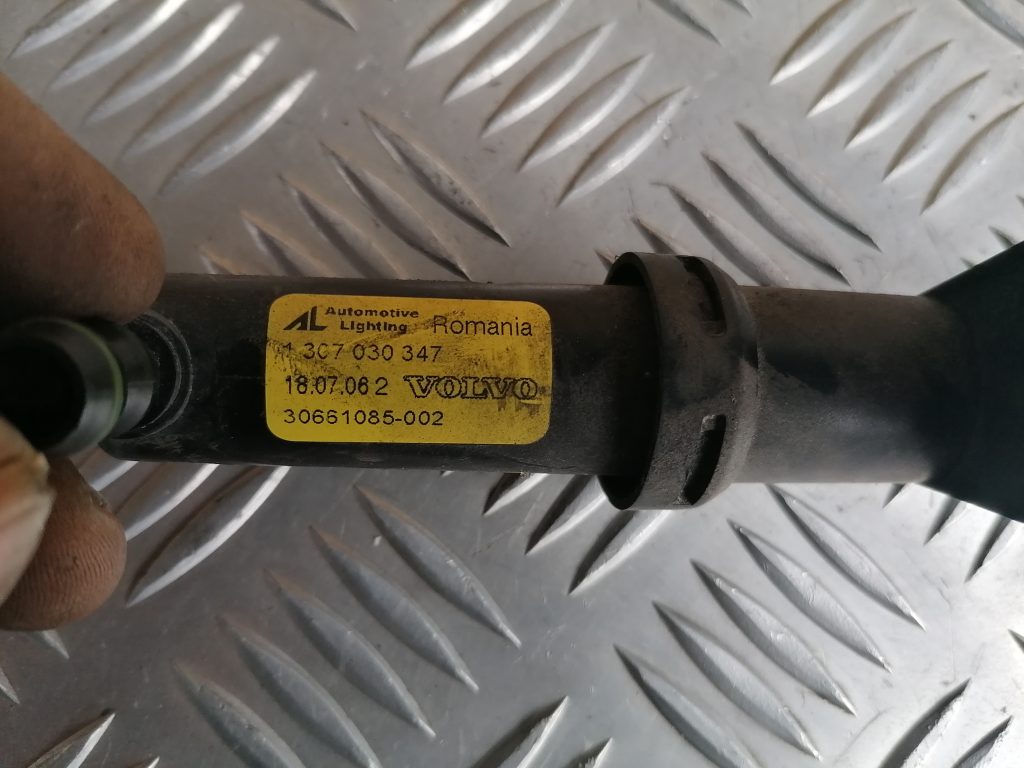 AL Automotive Lighting Romania
1 307 030 347
18.07.06 2 VOLVO
30661085-002